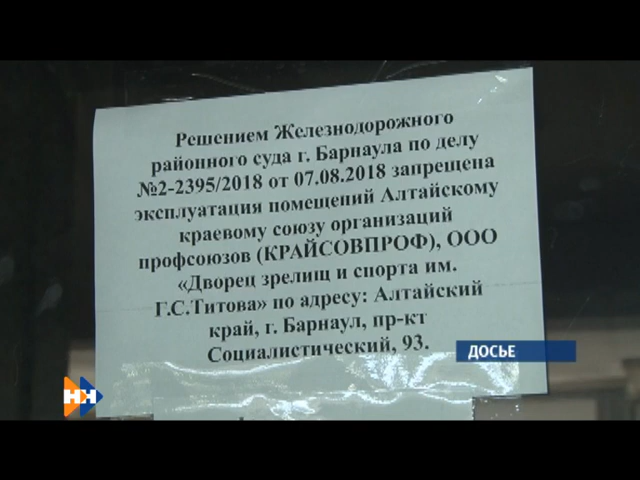 Решением Железнодорожного
районного суда г. Барнаула по делу
№2-2395/2018 от 07.08.2018 запрещена
эксплуатация помещений Алтайскому
краевому союзу организаций
профсоюзов (КРАЙСОВПРОФ), ООО
«Дворец зрелищ и спорта им.
Г.С.Титова» по адресу: Алтайский
край, г. Барнаул, пр-кт
Социалистический, 93.
ДОСЬЕ
НН